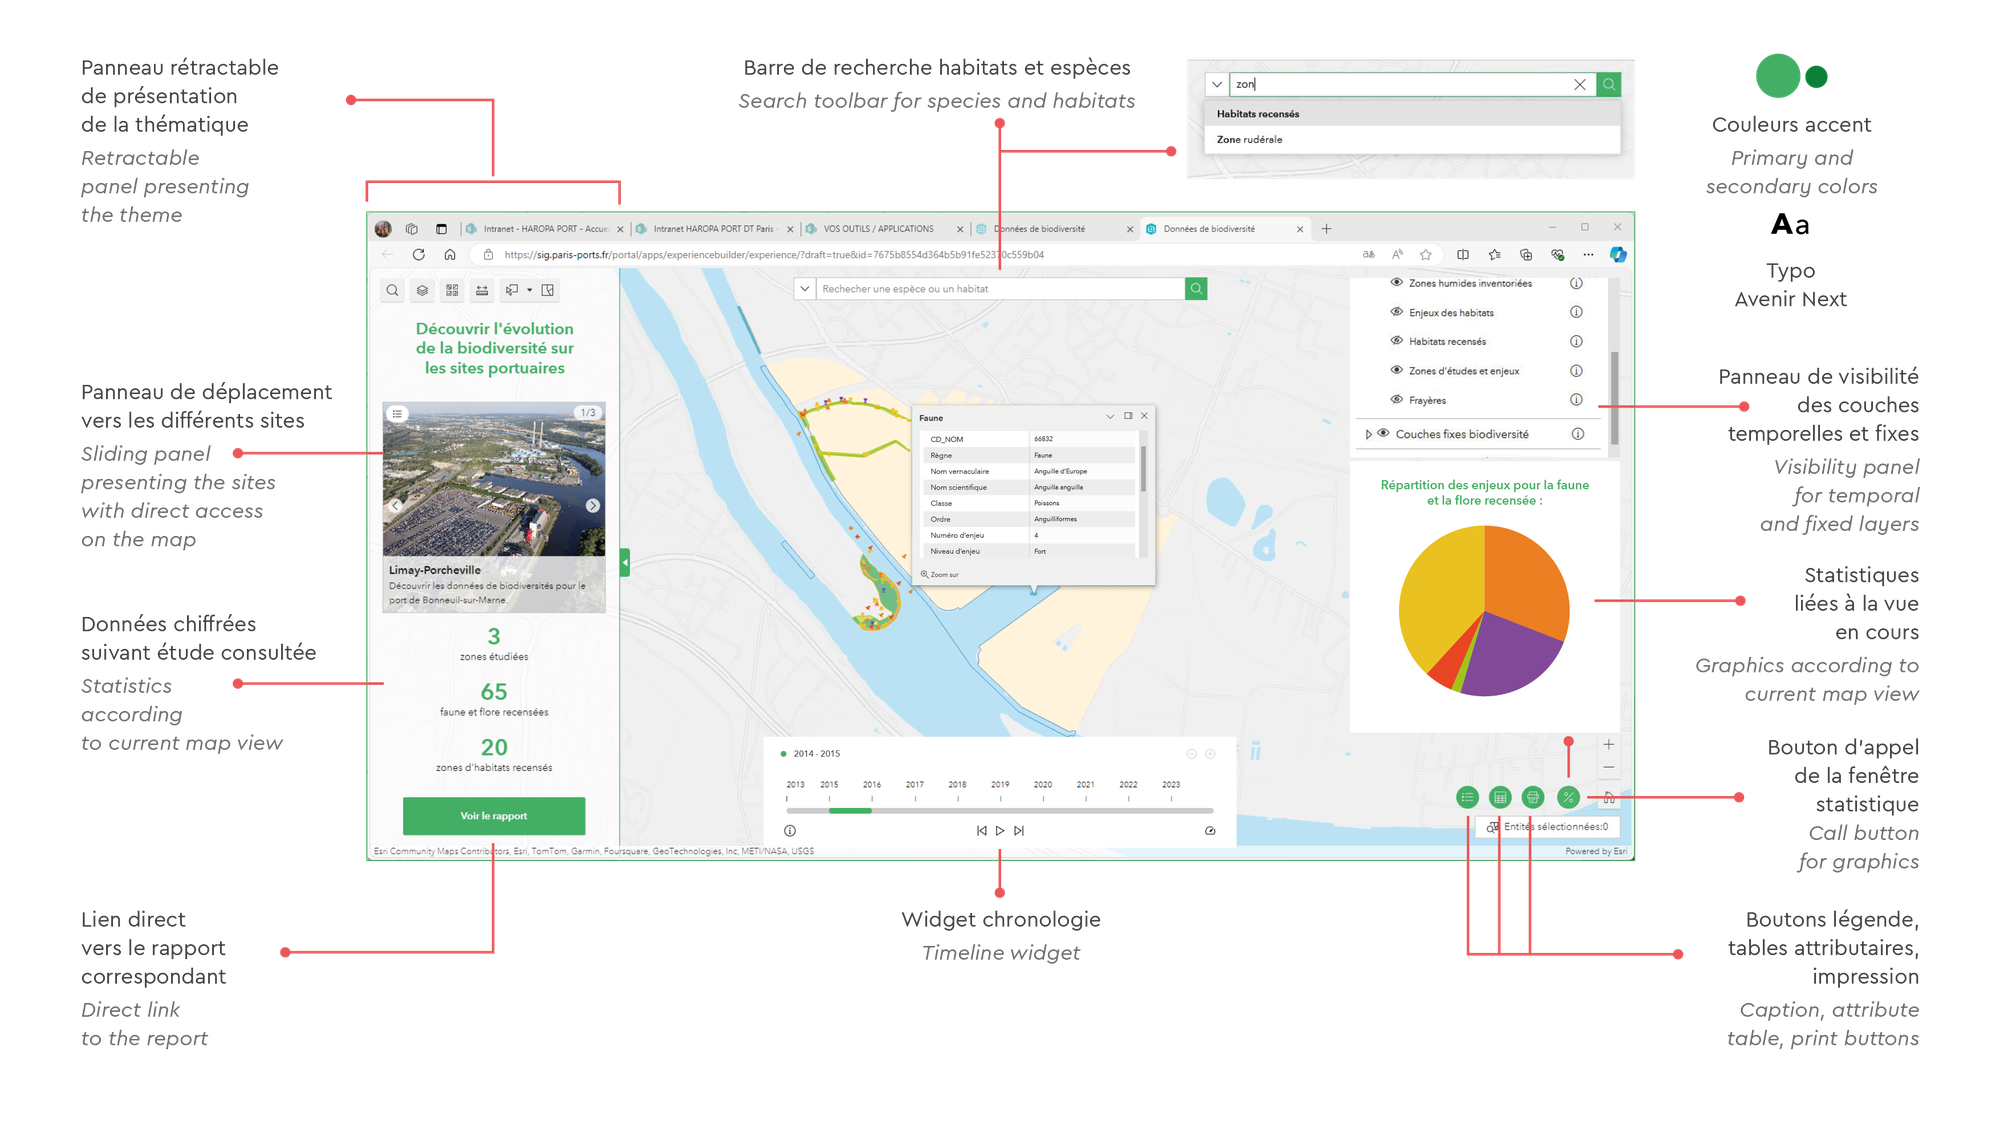 Panneau rétractable
de présentation
de la thématique
Retractable
panel presenting
the theme
Barre de recherche habitats et espèces
Search toolbar for species and habitats
zon
Habitats recensés
Zone rudérale
Couleurs accent
Primary and
secondary colors
Aa
Typo
Avenir Next
Intranet - HAROPA PORT - Accue
Intranet HAROPA PORT DT Paris -
VOS OUTILS / APPLICATIONS
Données de biodiversité
Données de biodiversité
https://sig.paris-ports.fr/portal/apps/experiencebuilder/experience/?draft=true&id=7675b8554d364b5b91fe52370c559b04
Rechecher une espèce ou un habitat
Découvrir l'évolution
de la biodiversité sur
les sites portuaires
1/3
Limay-Porcheville
Découvrir les données de biodiversités pour le
port de Bonneuil-sur-Marne.
3
zones étudiées
65
faune et flore recensées
20
zones d'habitats recensés
Voir le rapport
Esri Community Maps Contributors, Esri, TomTom, Garmin, Foursquare, GeoTechnologies, Inc, METI/NASA, USGS
Powered by Esri
Faune
CD_NOM 66832
Règne Faune
Nom vernaculaire Anguille d'Europe
Nom scientifique Anguilla anguilla
Classe Poissons
Ordre Anguilliformes
Numéro d'enjeu 4
Niveau d'enjeu Fort
Zoom sur
2014 - 2015
2013 2015 2016 2017 2018 2019 2020 2021 2022 2023
Zones humides inventoriées
Enjeux des habitats
Habitats recensés
Zones d'études et enjeux
Frayères
Couches fixes biodiversité
Répartition des enjeux pour la faune
et la flore recensée :
Entités sélectionnées:0
Panneau de déplacement
vers les différents sites
Sliding panel
presenting the sites
with direct access
on the map
Données chiffrées
suivant étude consultée
Statistics
according
to current map view
Lien direct
vers le rapport
correspondant
Direct link
to the report
Widget chronologie
Timeline widget
Panneau de visibilité
des couches
temporelles et fixes
Visibility panel
for temporal
and fixed layers
Statistiques
liées à la vue
en cours
Graphics according to
current map view
Bouton d'appel
de la fenêtre
statistique
Call button
for graphics
Boutons légende,
tables attributaires,
impression
Caption, attribute
table, print buttons